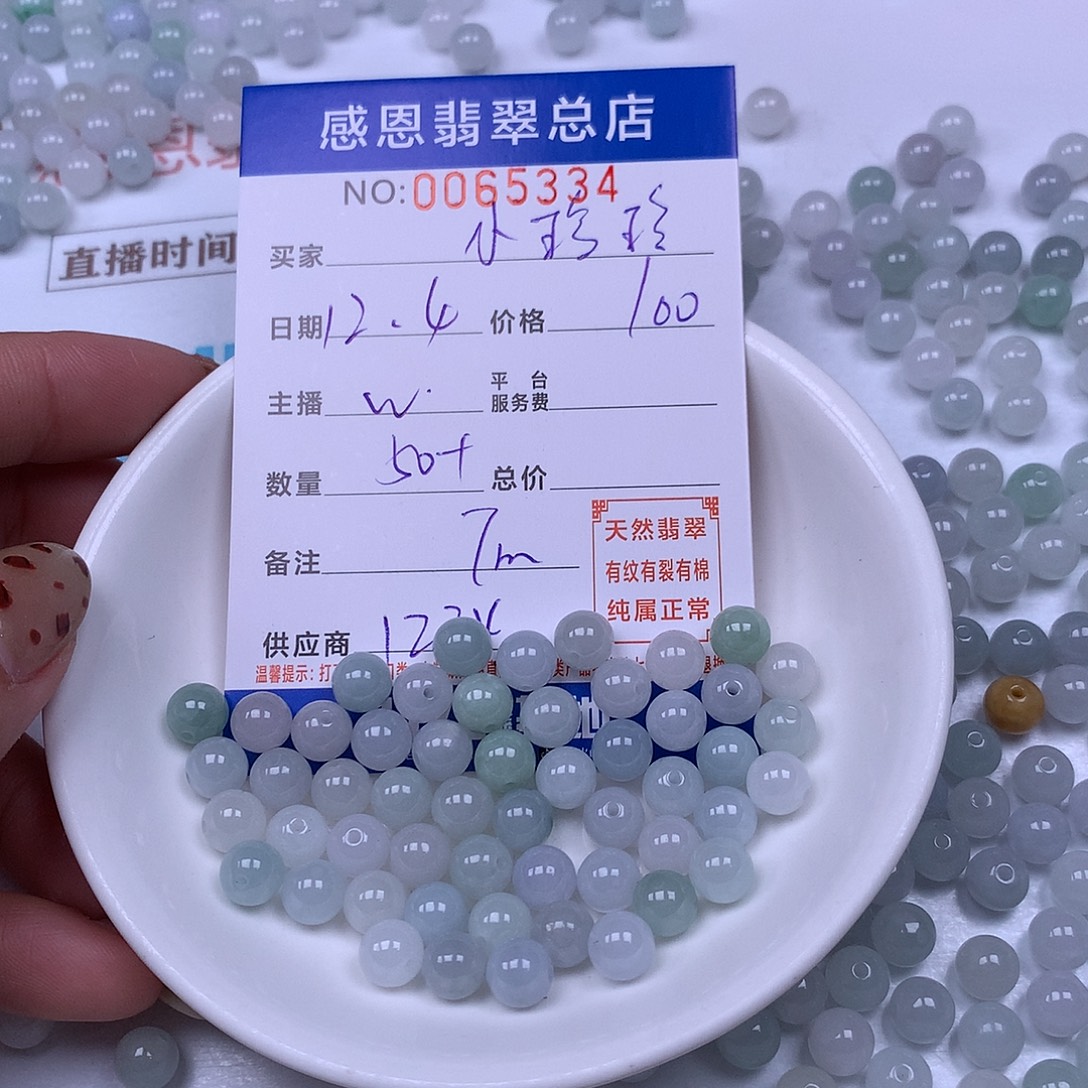 感恩翡翠总店
NO:0065334
直播时间
买家 小珍珍
日期 12.4 价格 100
主播 W. 平台服务费
数量 50+ 总价
备注 7m
天然翡翠
有纹有裂有棉
纯属正常
供应商
温馨提示:打